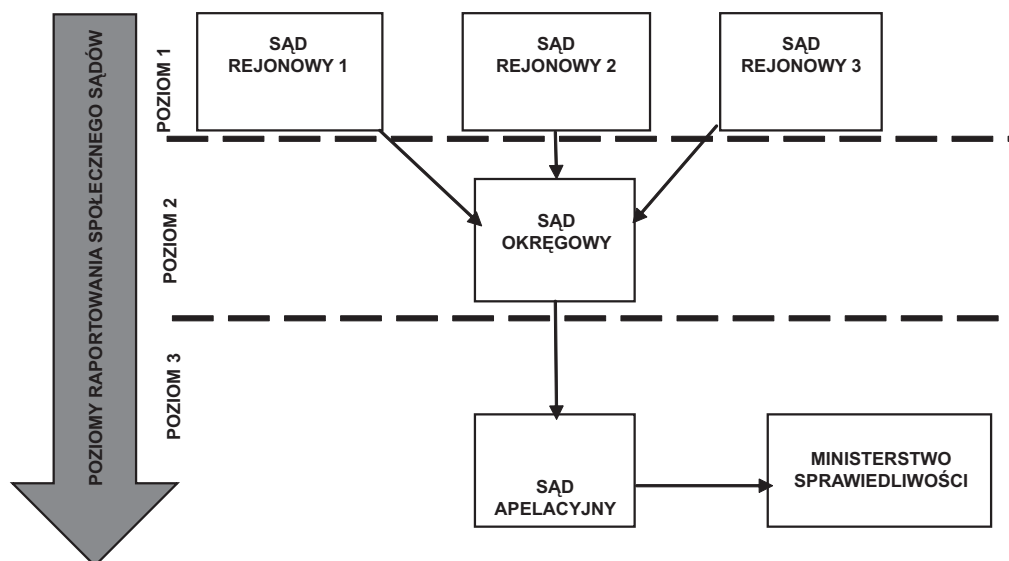 POZIOMY RAPORTOWANIA SPOŁECZNEGO SĄDÓW
POZIOM 1
SĄD
REJONOWY 1
SĄD
REJONOWY 2
SĄD
REJONOWY 3
POZIOM 2
SĄD
OKRĘGOWY
POZIOM 3
SĄD
APELACYJNY
MINISTERSTWO
SPRAWIEDLIWOŚCI